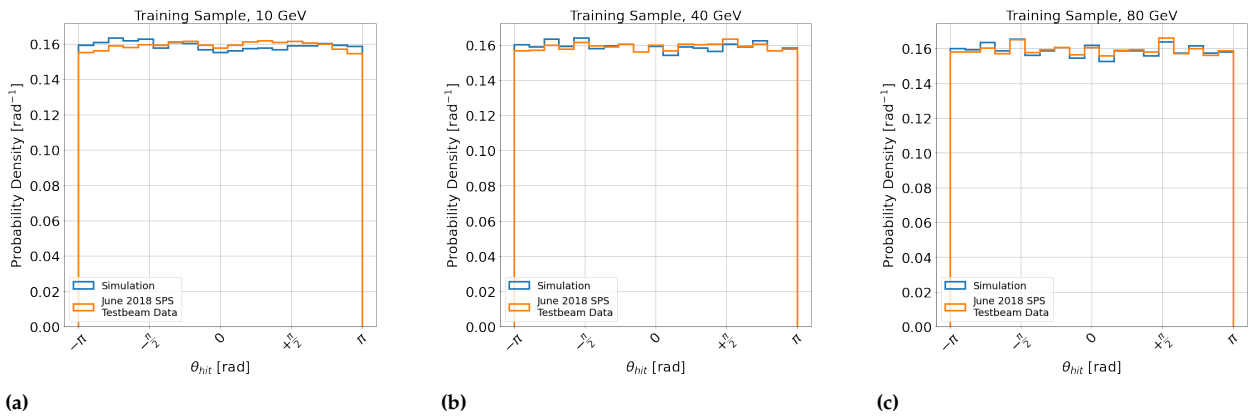 Training Sample, 10 GeV
Probability Density [rad⁻¹]
0.16
0.14
0.12
0.10
0.08
0.06
0.04
0.02
0.00
Simulation
June 2018 SPS
Testbeam Data
−π
−π/2
0
+π/2
π
θhit [rad]
(a)
Training Sample, 40 GeV
Probability Density [rad⁻¹]
0.16
0.14
0.12
0.10
0.08
0.06
0.04
0.02
0.00
Simulation
June 2018 SPS
Testbeam Data
−π
−π/2
0
+π/2
π
θhit [rad]
(b)
Training Sample, 80 GeV
Probability Density [rad⁻¹]
0.16
0.14
0.12
0.10
0.08
0.06
0.04
0.02
0.00
Simulation
June 2018 SPS
Testbeam Data
−π
−π/2
0
+π/2
π
θhit [rad]
(c)